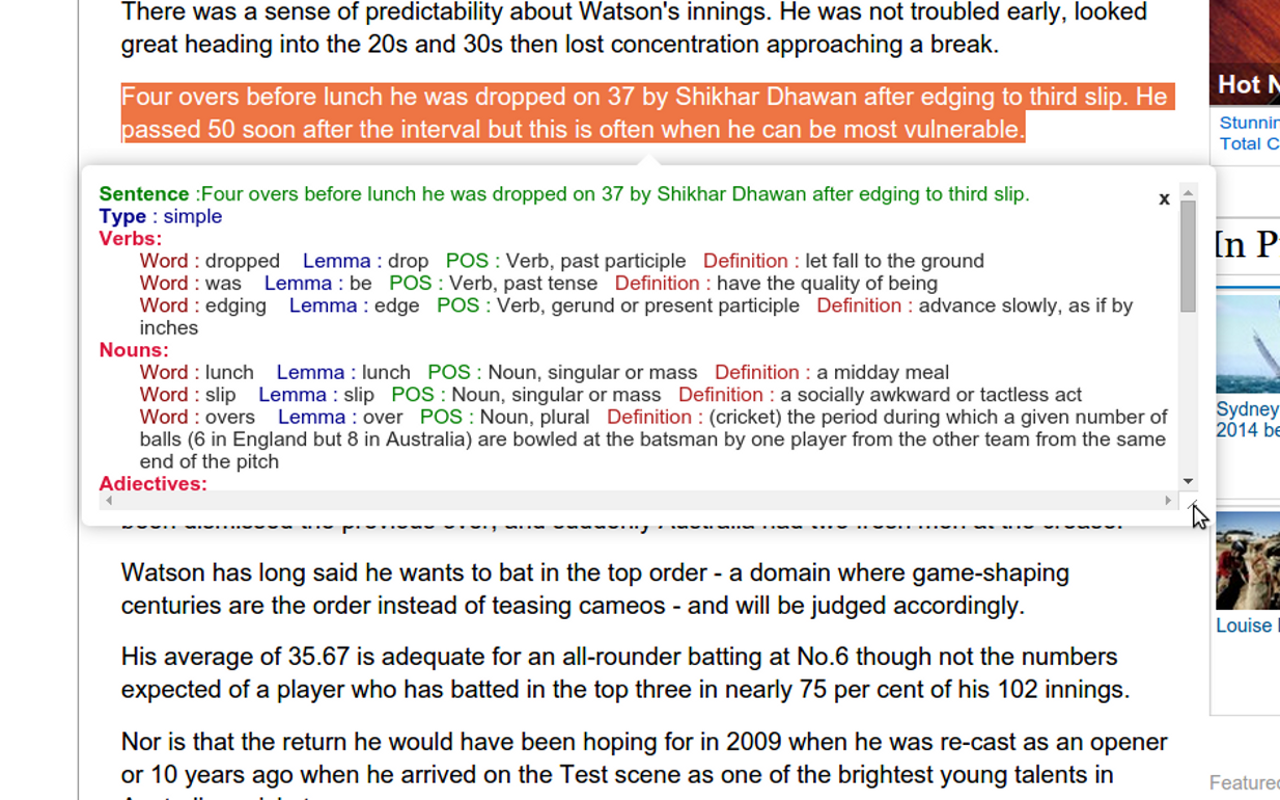 There was a sense of predictability about Watson's innings. He was not troubled early, looked
great heading into the 20s and 30s then lost concentration approaching a break.
Four overs before lunch he was dropped on 37 by Shikhar Dhawan after edging to third slip. He
passed 50 soon after the interval but this is often when he can be most vulnerable.
Sentence :Four overs before lunch he was dropped on 37 by Shikhar Dhawan after edging to third slip.
x
Type : simple
Verbs:
Word : dropped Lemma : drop POS : Verb, past participle Definition : let fall to the ground
Word : was Lemma : be POS : Verb, past tense Definition : have the quality of being
Word : edging Lemma : edge POS : Verb, gerund or present participle Definition : advance slowly, as if by
inches
Nouns:
Word : lunch Lemma : lunch POS : Noun, singular or mass Definition : a midday meal
Word : slip Lemma : slip POS : Noun, singular or mass Definition : a socially awkward or tactless act
Word : overs Lemma : over POS : Noun, plural Definition : (cricket) the period during which a given number of
balls (6 in England but 8 in Australia) are bowled at the batsman by one player from the other team from the same
end of the pitch
Adjectives:
been dismissed the previous over, and suddenly Australia had two fresh men at the crease.
Watson has long said he wants to bat in the top order - a domain where game-shaping
centuries are the order instead of teasing cameos - and will be judged accordingly.
His average of 35.67 is adequate for an all-rounder batting at No.6 though not the numbers
expected of a player who has batted in the top three in nearly 75 per cent of his 102 innings.
Nor is that the return he would have been hoping for in 2009 when he was re-cast as an opener
or 10 years ago when he arrived on the Test scene as one of the brightest young talents in
Hot N
Stunnin
Total C
In P
Sydney
2014 be
Louise
Featured